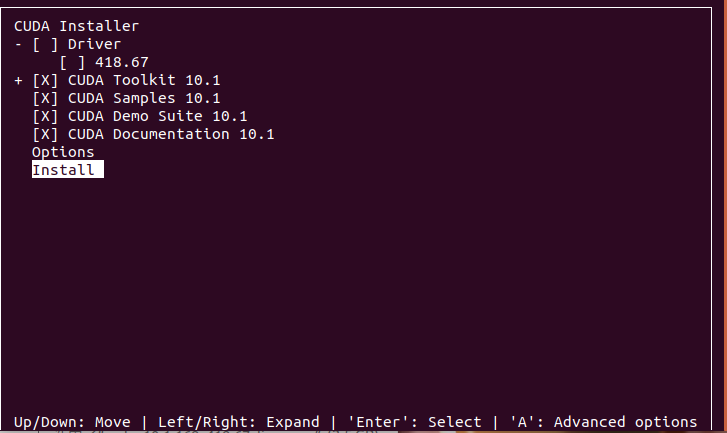 CUDA Installer
- [ ] Driver
[ ] 418.67
+ [X] CUDA Toolkit 10.1
[X] CUDA Samples 10.1
[X] CUDA Demo Suite 10.1
[X] CUDA Documentation 10.1
Options
Install
Up/Down: Move | Left/Right: Expand | 'Enter': Select | 'A': Advanced options